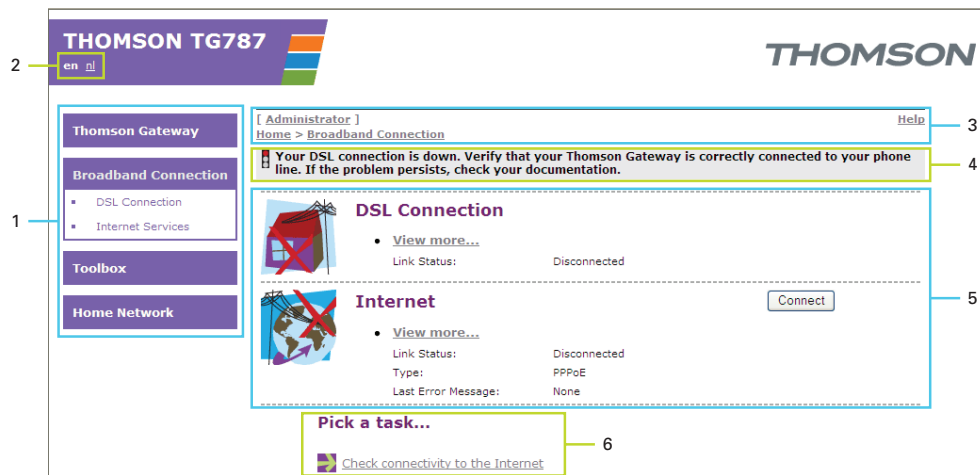 THOMSON TG787
en nl
2
THOMSON
[ Administrator ]
Help
Home > Broadband Connection
3
Your DSL connection is down. Verify that your Thomson Gateway is correctly connected to your phone
line. If the problem persists, check your documentation.
4
1
Thomson Gateway
Broadband Connection
DSL Connection
Internet Services
Toolbox
Home Network
DSL Connection
View more...
Link Status: Disconnected
Internet
Connect
View more...
Link Status: Disconnected
Type: PPPoE
Last Error Message: None
5
Pick a task...
Check connectivity to the Internet
6